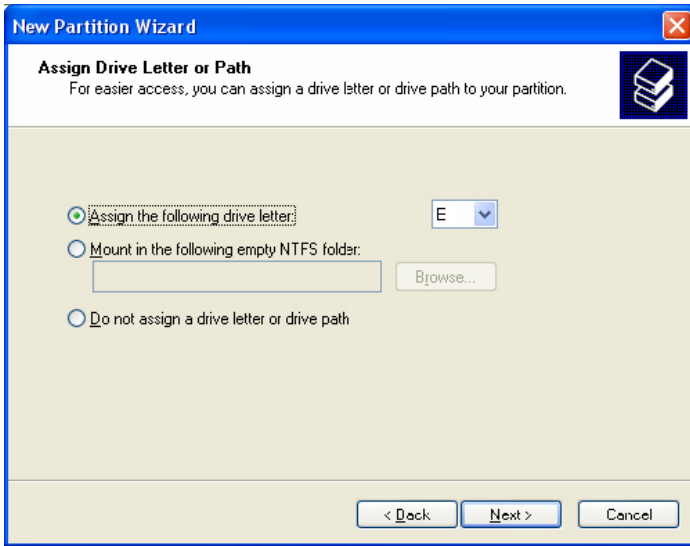 New Partition Wizard
Assign Drive Letter or Path
For easier access, you can assign a drive letter or drive path to your partition.
Assign the following drive letter:
E
Mount in the following empty NTFS folder:
Browse...
Do not assign a drive letter or drive path
< Back
Next >
Cancel